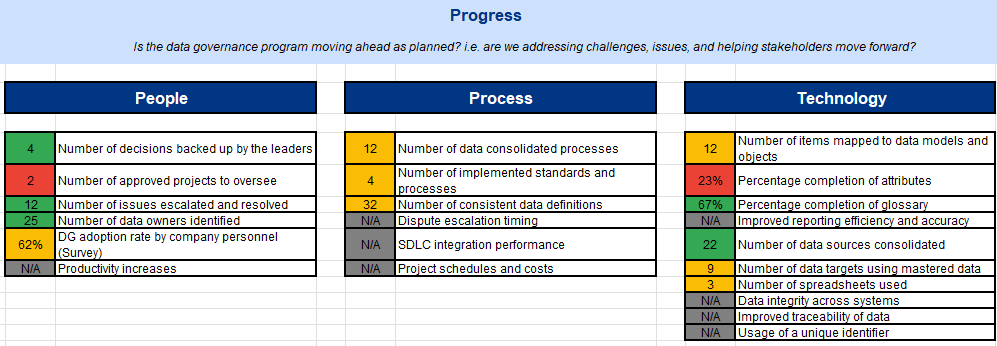 Progress
Is the data governance program moving ahead as planned? i.e. are we addressing challenges, issues, and helping stakeholders move forward?
People
4 Number of decisions backed up by the leaders
2 Number of approved projects to oversee
12 Number of issues escalated and resolved
25 Number of data owners identified
62% DG adoption rate by company personnel
(Survey)
N/A Productivity increases
Process
12 Number of data consolidated processes
4 Number of implemented standards and
processes
32 Number of consistent data definitions
N/A Dispute escalation timing
N/A SDLC integration performance
N/A Project schedules and costs
Technology
12 Number of items mapped to data models and
objects
23% Percentage completion of attributes
67% Percentage completion of glossary
N/A Improved reporting efficiency and accuracy
22 Number of data sources consolidated
9 Number of data targets using mastered data
3 Number of spreadsheets used
N/A Data integrity across systems
N/A Improved traceability of data
N/A Usage of a unique identifier